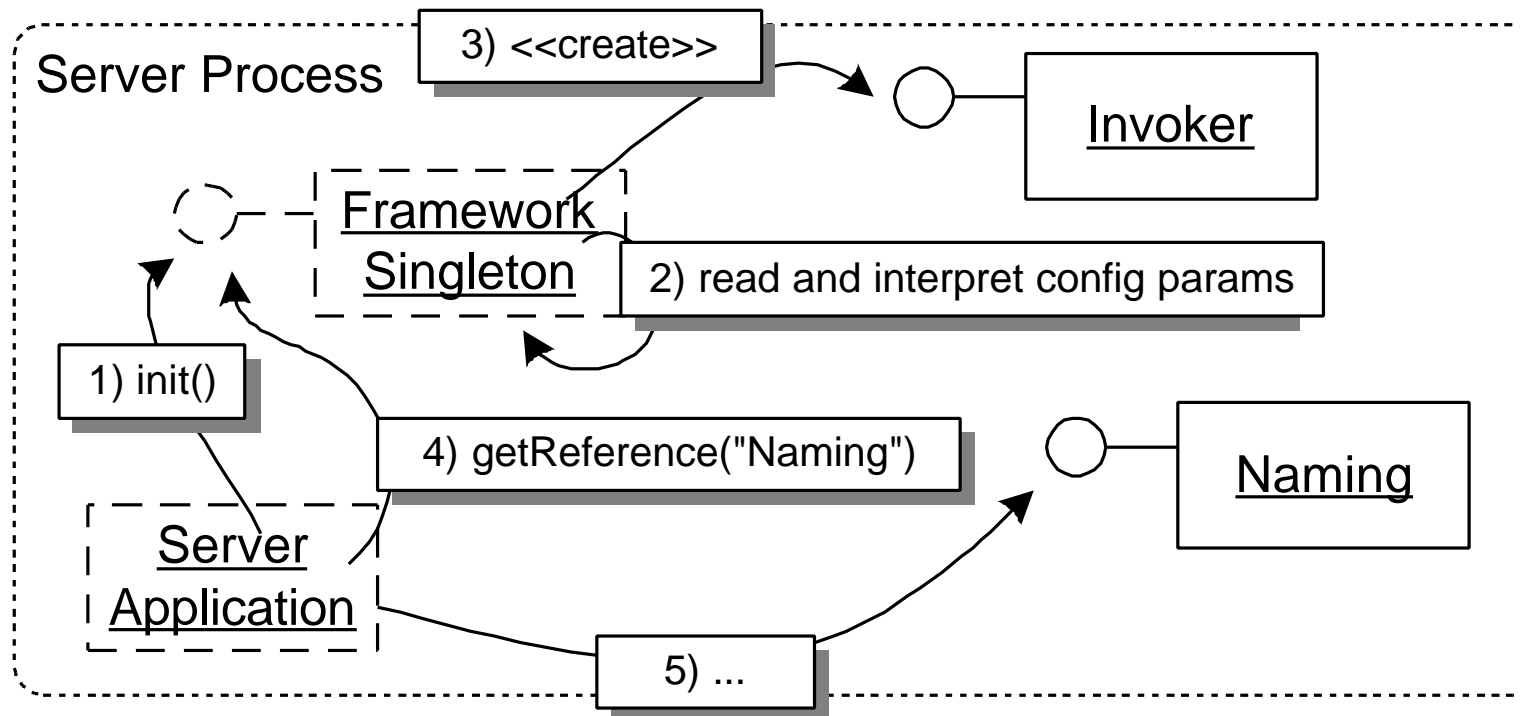 3) <<create>>
Server Process
Invoker
Framework
Singleton
2) read and interpret config params
1) init()
4) getReference("Naming")
Naming
Server
Application
5) ...